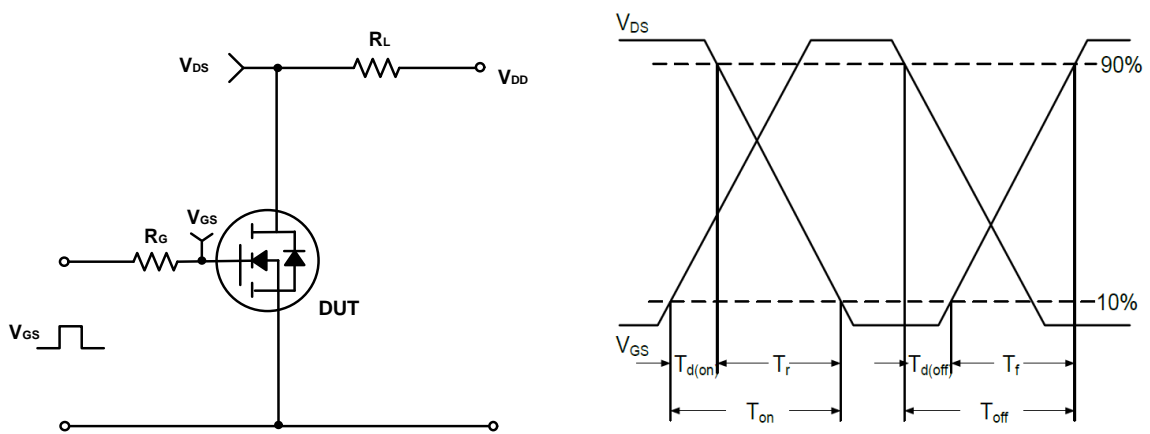 VDS
RL
VDD
VGS
RG
DUT
VGS
VDS
90%
10%
VGS
Td(on)
Tr
Td(off)
Tf
Ton
Toff